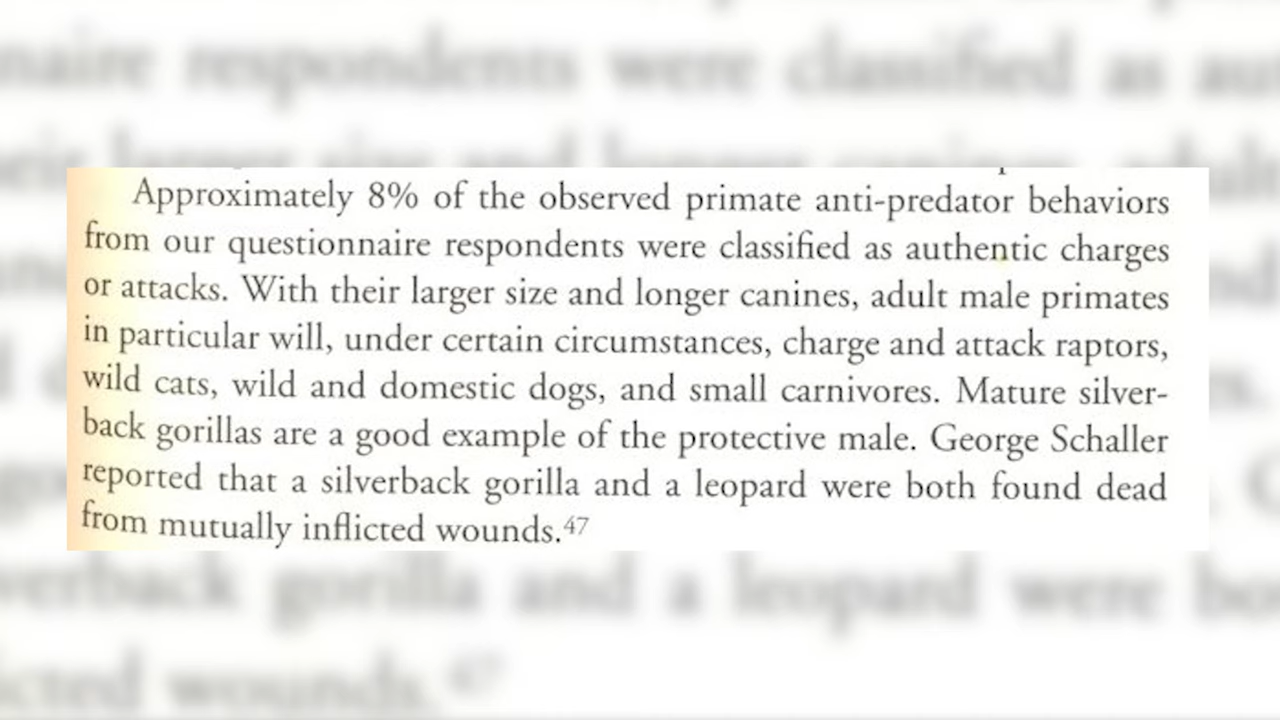 Approximately 8% of the observed primate anti-predator behaviors
from our questionnaire respondents were classified as authentic charges
or attacks. With their larger size and longer canines, adult male primates
in particular will, under certain circumstances, charge and attack raptors,
wild cats, wild and domestic dogs, and small carnivores. Mature silver-
back gorillas are a good example of the protective male. George Schaller
reported that a silverback gorilla and a leopard were both found dead
from mutually inflicted wounds.47